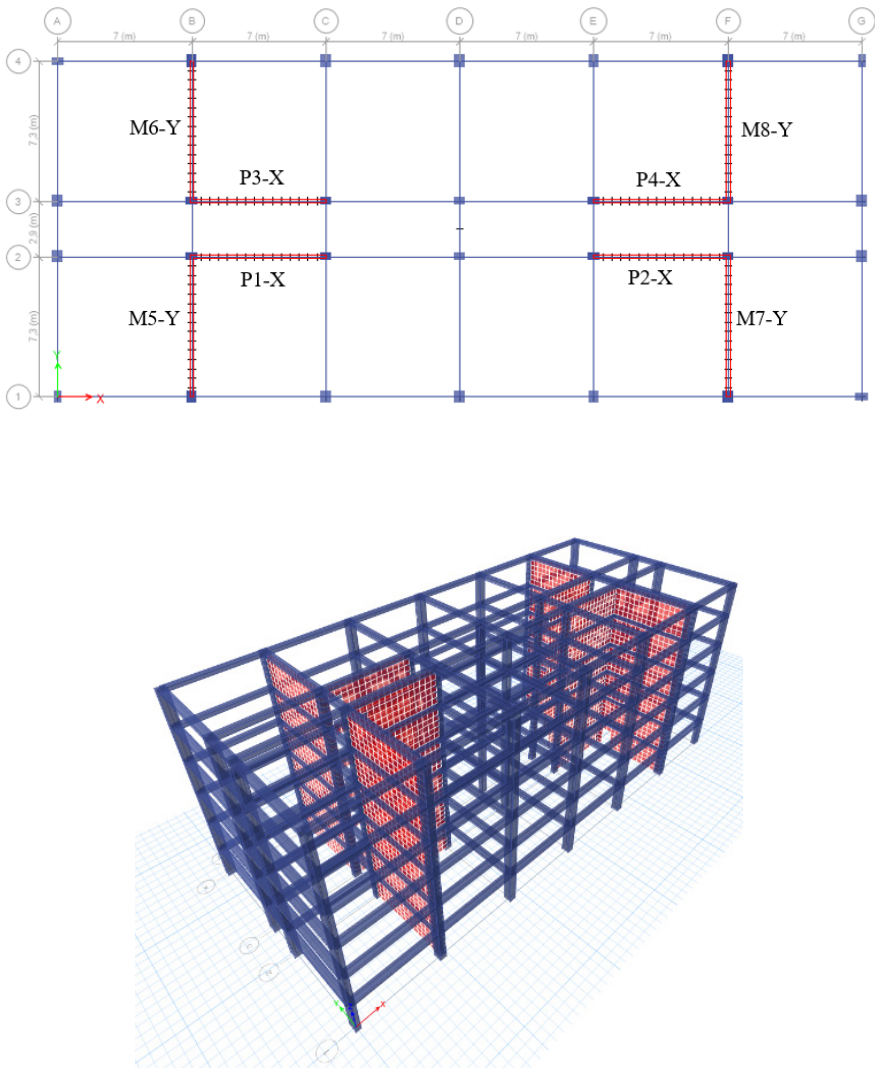 A B C D E F G
7 (m) 7 (m) 7 (m) 7 (m) 7 (m) 7 (m)
4
7.3 (m)
M6-Y
M8-Y
P3-X
P4-X
3
2.9 (m)
2
P1-X
P2-X
M5-Y
M7-Y
7.3 (m)
Y
1
X
Y
X